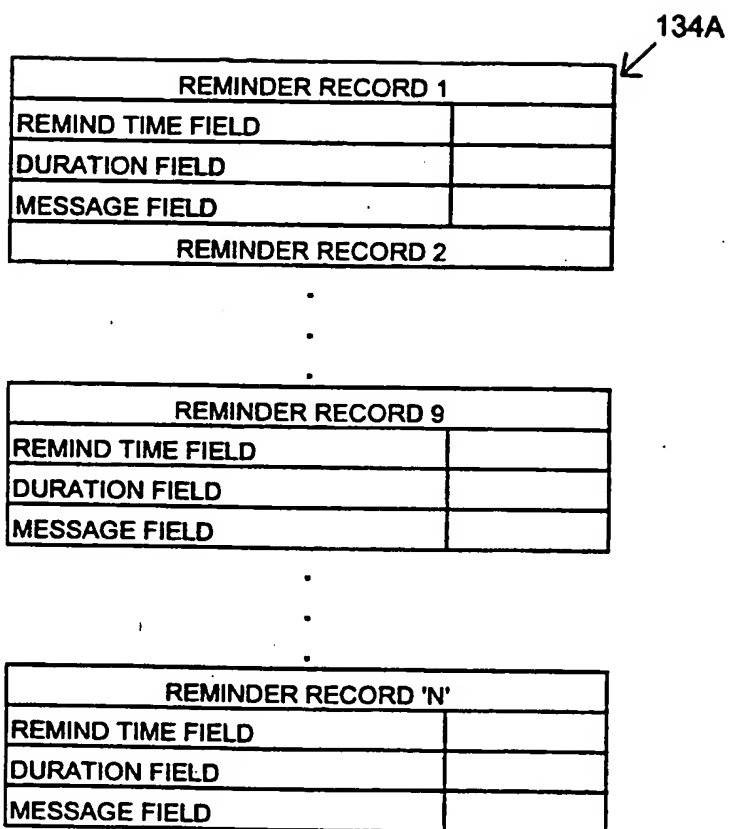 134A
REMINDER RECORD 1
REMIND TIME FIELD
DURATION FIELD
MESSAGE FIELD
REMINDER RECORD 2
REMINDER RECORD 9
REMIND TIME FIELD
DURATION FIELD
MESSAGE FIELD
REMINDER RECORD 'N'
REMIND TIME FIELD
DURATION FIELD
MESSAGE FIELD